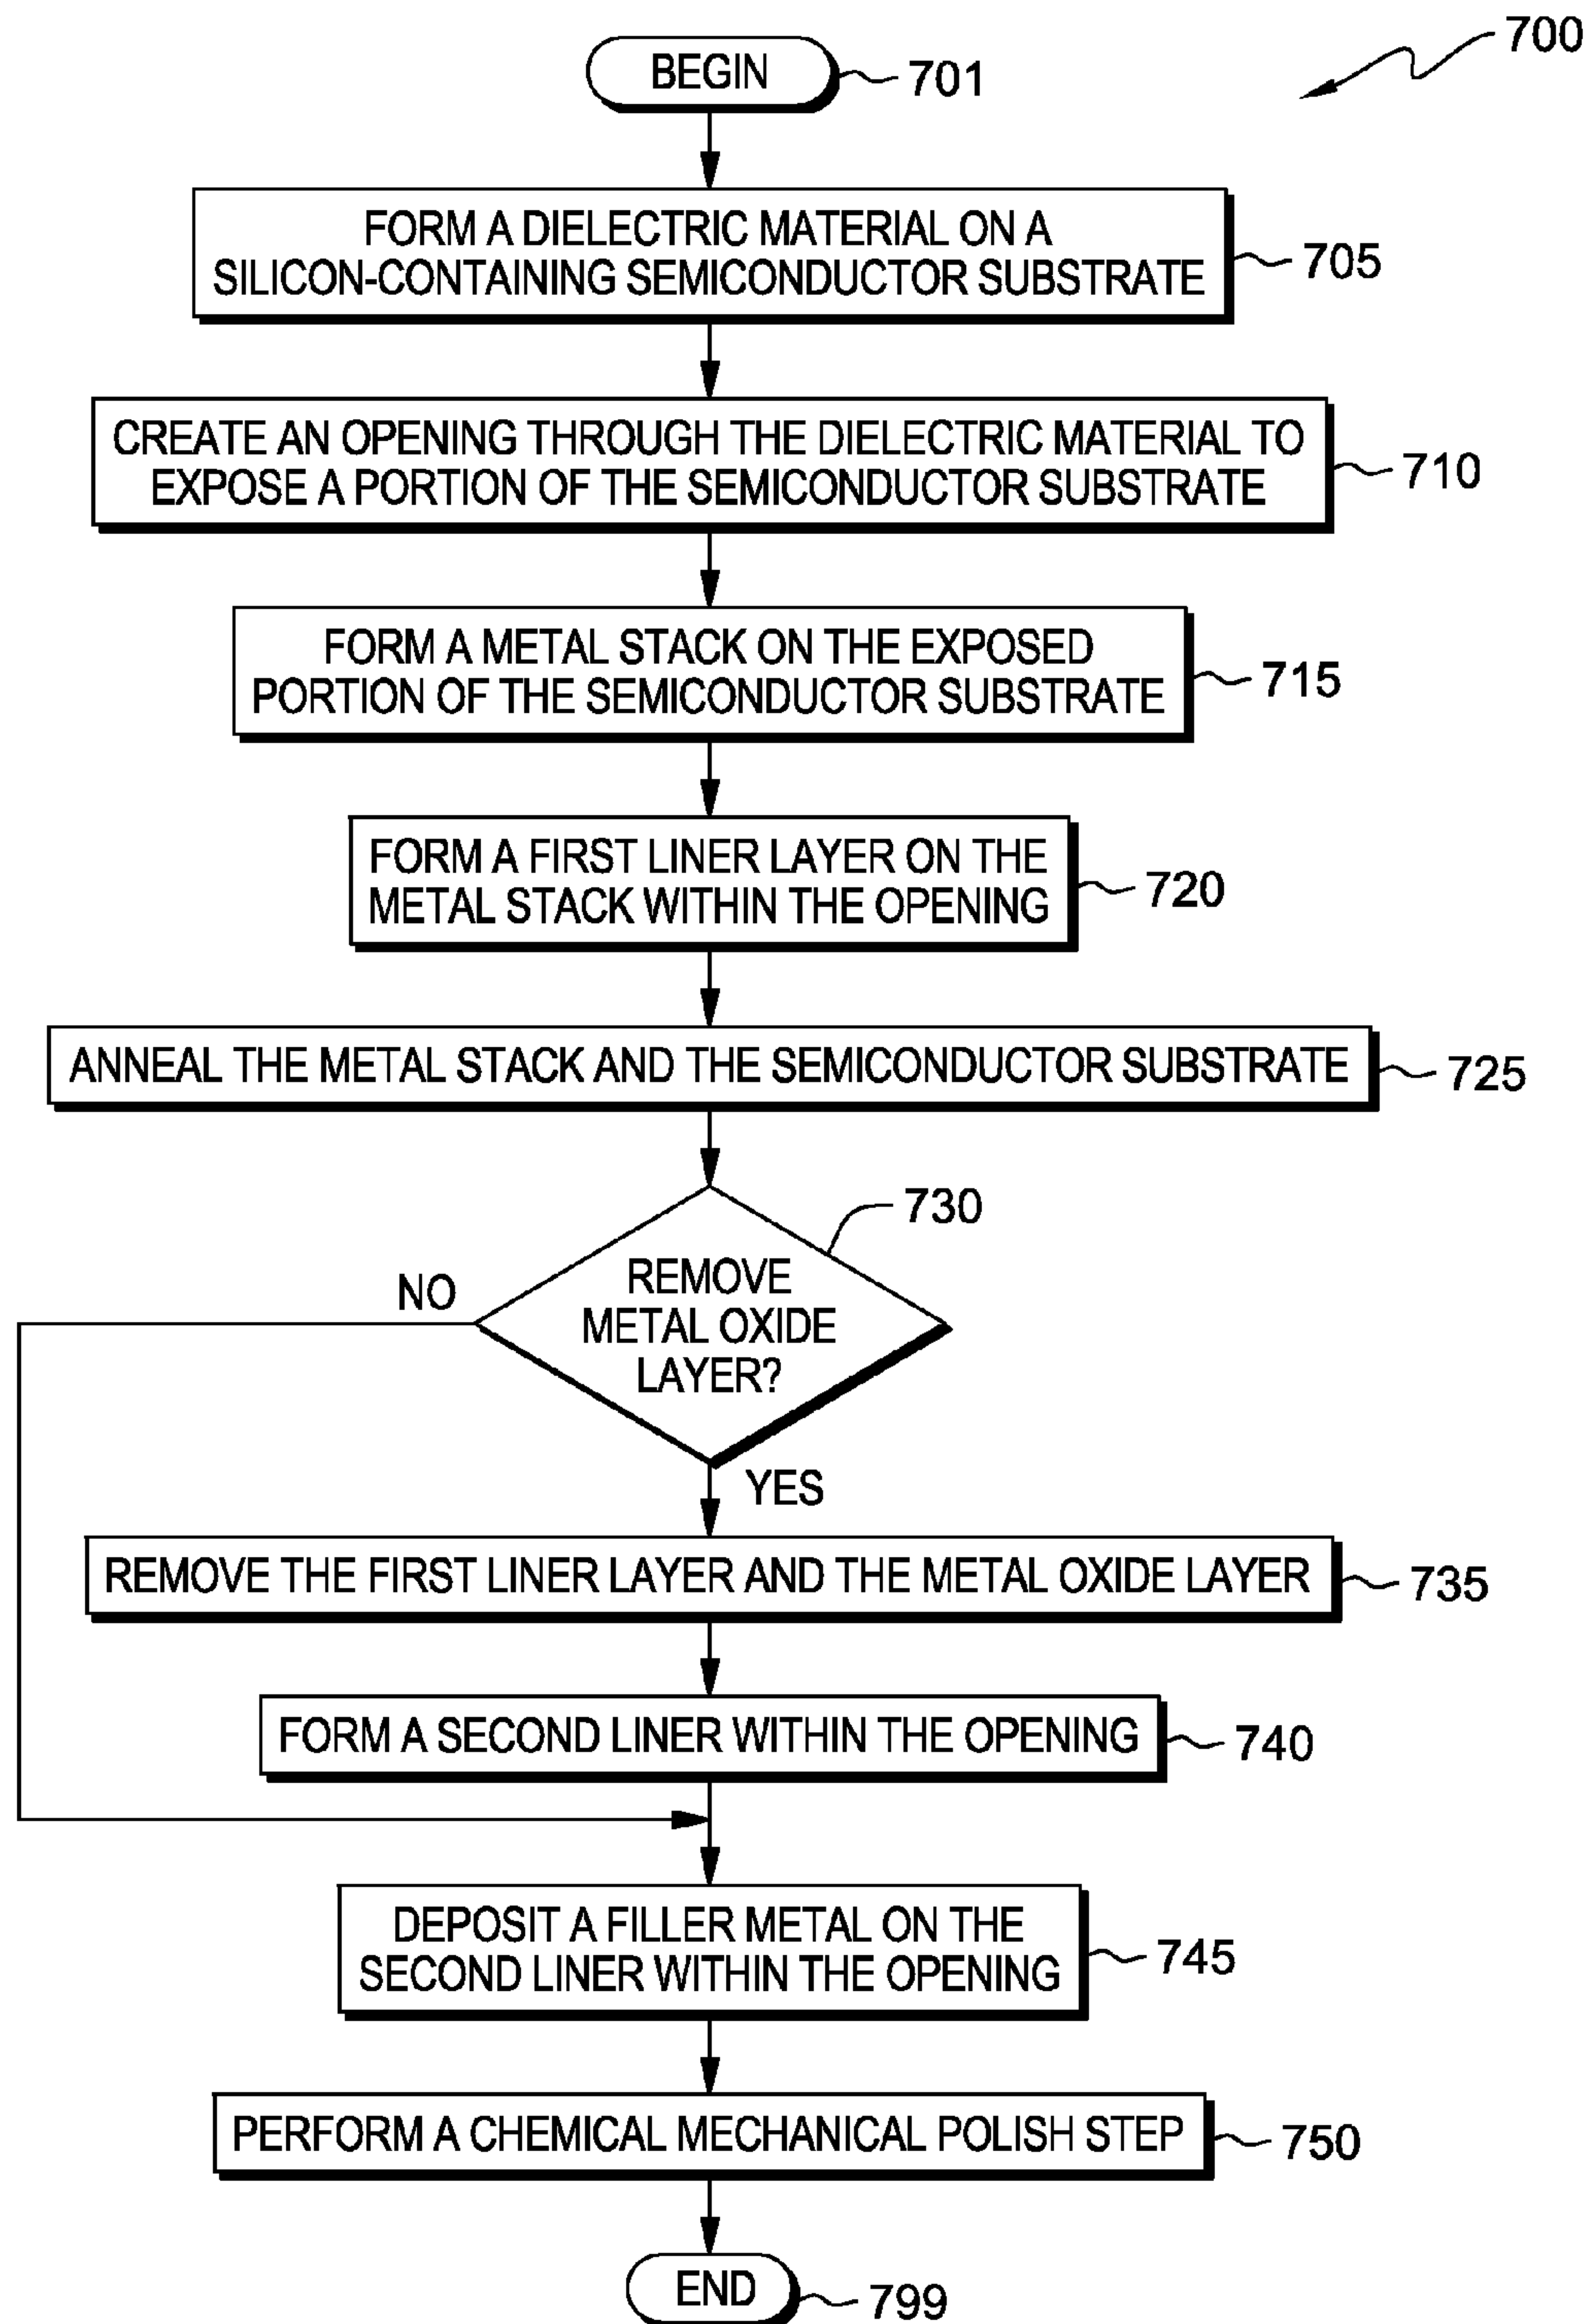 700
BEGIN
701
FORM A DIELECTRIC MATERIAL ON A
SILICON-CONTAINING SEMICONDUCTOR SUBSTRATE
705
CREATE AN OPENING THROUGH THE DIELECTRIC MATERIAL TO
EXPOSE A PORTION OF THE SEMICONDUCTOR SUBSTRATE
710
FORM A METAL STACK ON THE EXPOSED
PORTION OF THE SEMICONDUCTOR SUBSTRATE
715
FORM A FIRST LINER LAYER ON THE
METAL STACK WITHIN THE OPENING
720
ANNEAL THE METAL STACK AND THE SEMICONDUCTOR SUBSTRATE
725
730
REMOVE
METAL OXIDE
LAYER?
NO
YES
REMOVE THE FIRST LINER LAYER AND THE METAL OXIDE LAYER
735
FORM A SECOND LINER WITHIN THE OPENING
740
DEPOSIT A FILLER METAL ON THE
SECOND LINER WITHIN THE OPENING
745
PERFORM A CHEMICAL MECHANICAL POLISH STEP
750
END
799